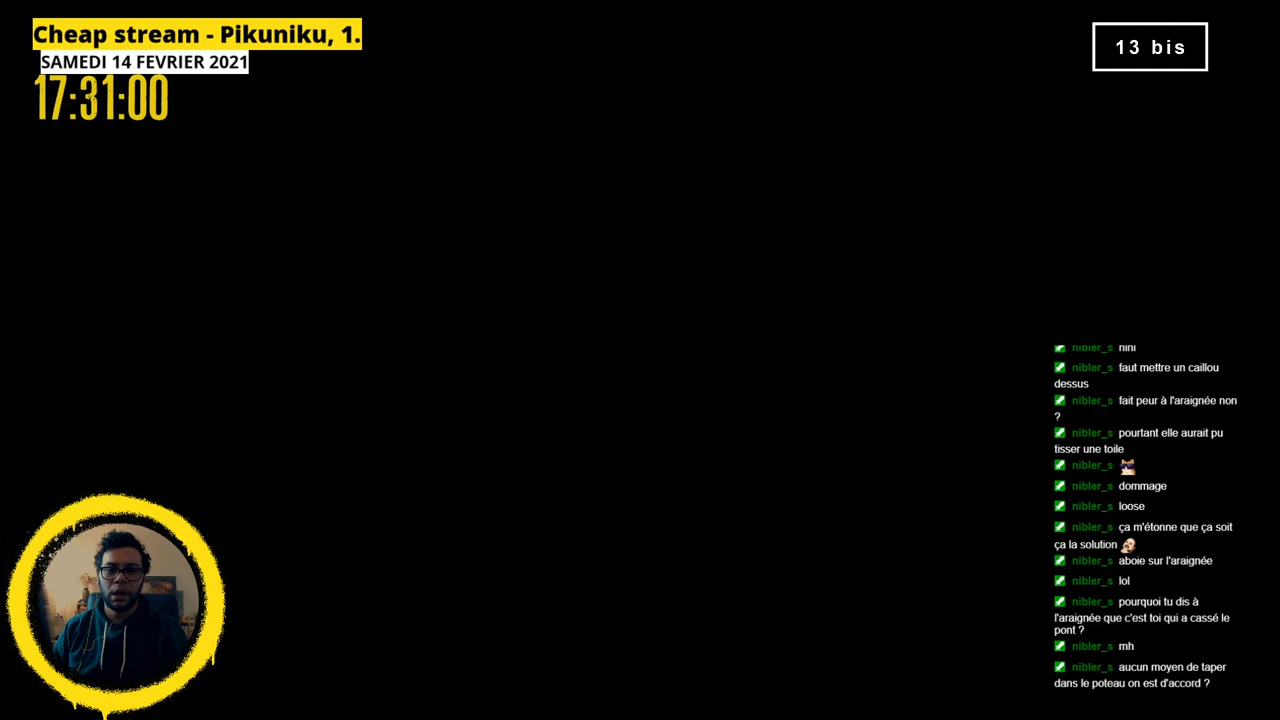 Cheap stream - Pikuniku, 1.
SAMEDI 14 FEVRIER 2021
17:31:00
13 bis
nibler_s nini
nibler_s faut mettre un caillou
dessus
nibler_s fait peur à l'araignée non
?
nibler_s pourtant elle aurait pu
tisser une toile
nibler_s
nibler_s dommage
nibler_s loose
nibler_s ça m'étonne que ça soit
ça la solution
nibler_s aboie sur l'araignée
nibler_s lol
nibler_s pourquoi tu dis à
l'araignée que c'est toi qui a cassé le
pont ?
nibler_s mh
nibler_s aucun moyen de taper
dans le poteau on est d'accord ?